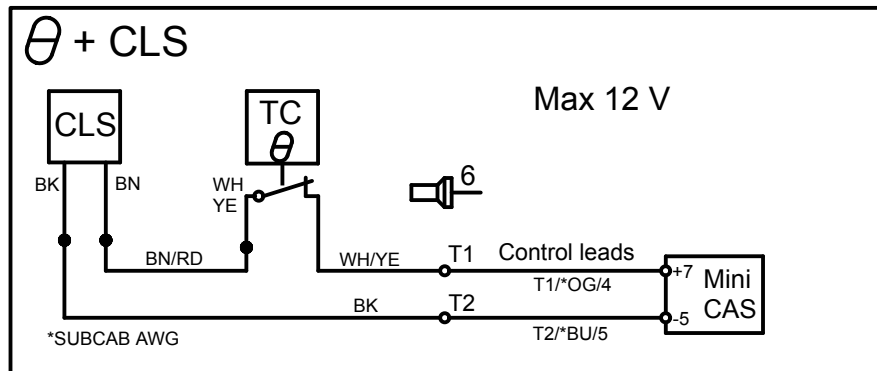 θ + CLS
Max 12 V
CLS
TC
θ
BK
BN
WH
YE
6
BN/RD
WH/YE
T1
Control leads
T1/*OG/4
+7
Mini
CAS
-5
BK
T2
T2/*BU/5
*SUBCAB AWG